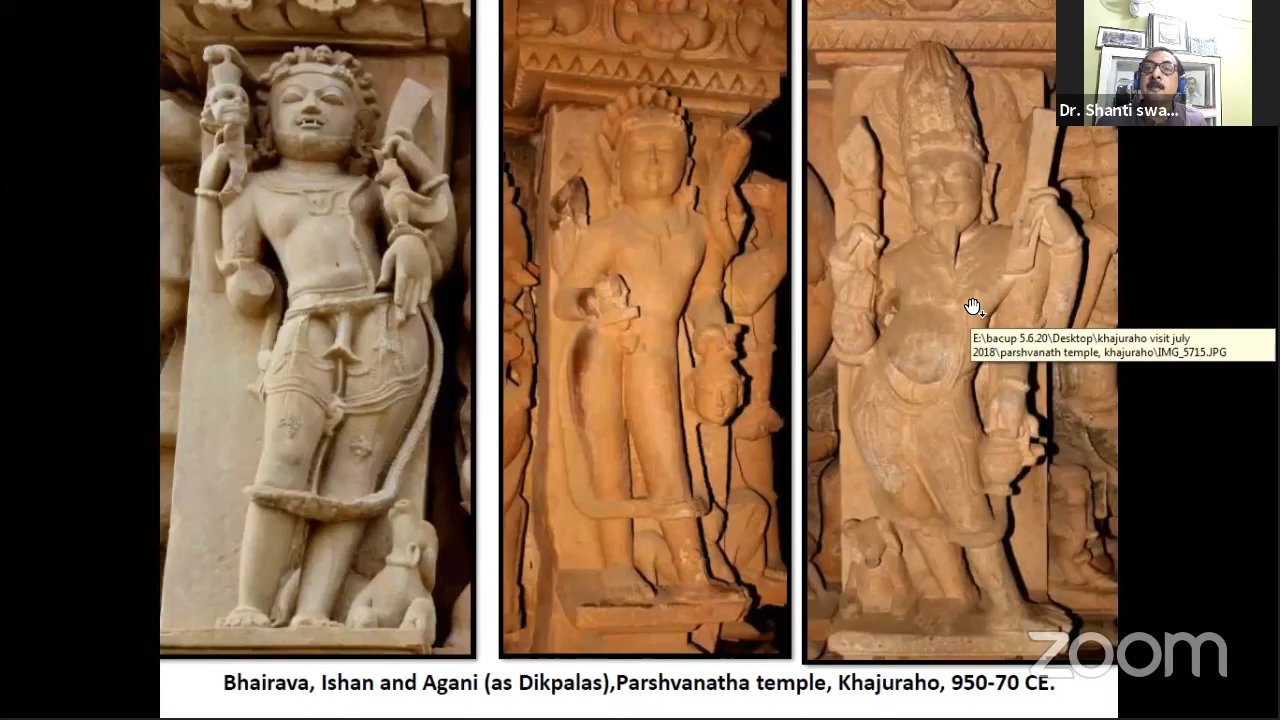 Dr. Shanti swa...
E:\bacup 5.6.20\Desktop\khajuraho visit july
2018\parshvanath temple, khajuraho\IMG_5715.JPG
zoom
Bhairava, Ishan and Agani (as Dikpalas),Parshvanatha temple, Khajuraho, 950-70 CE.